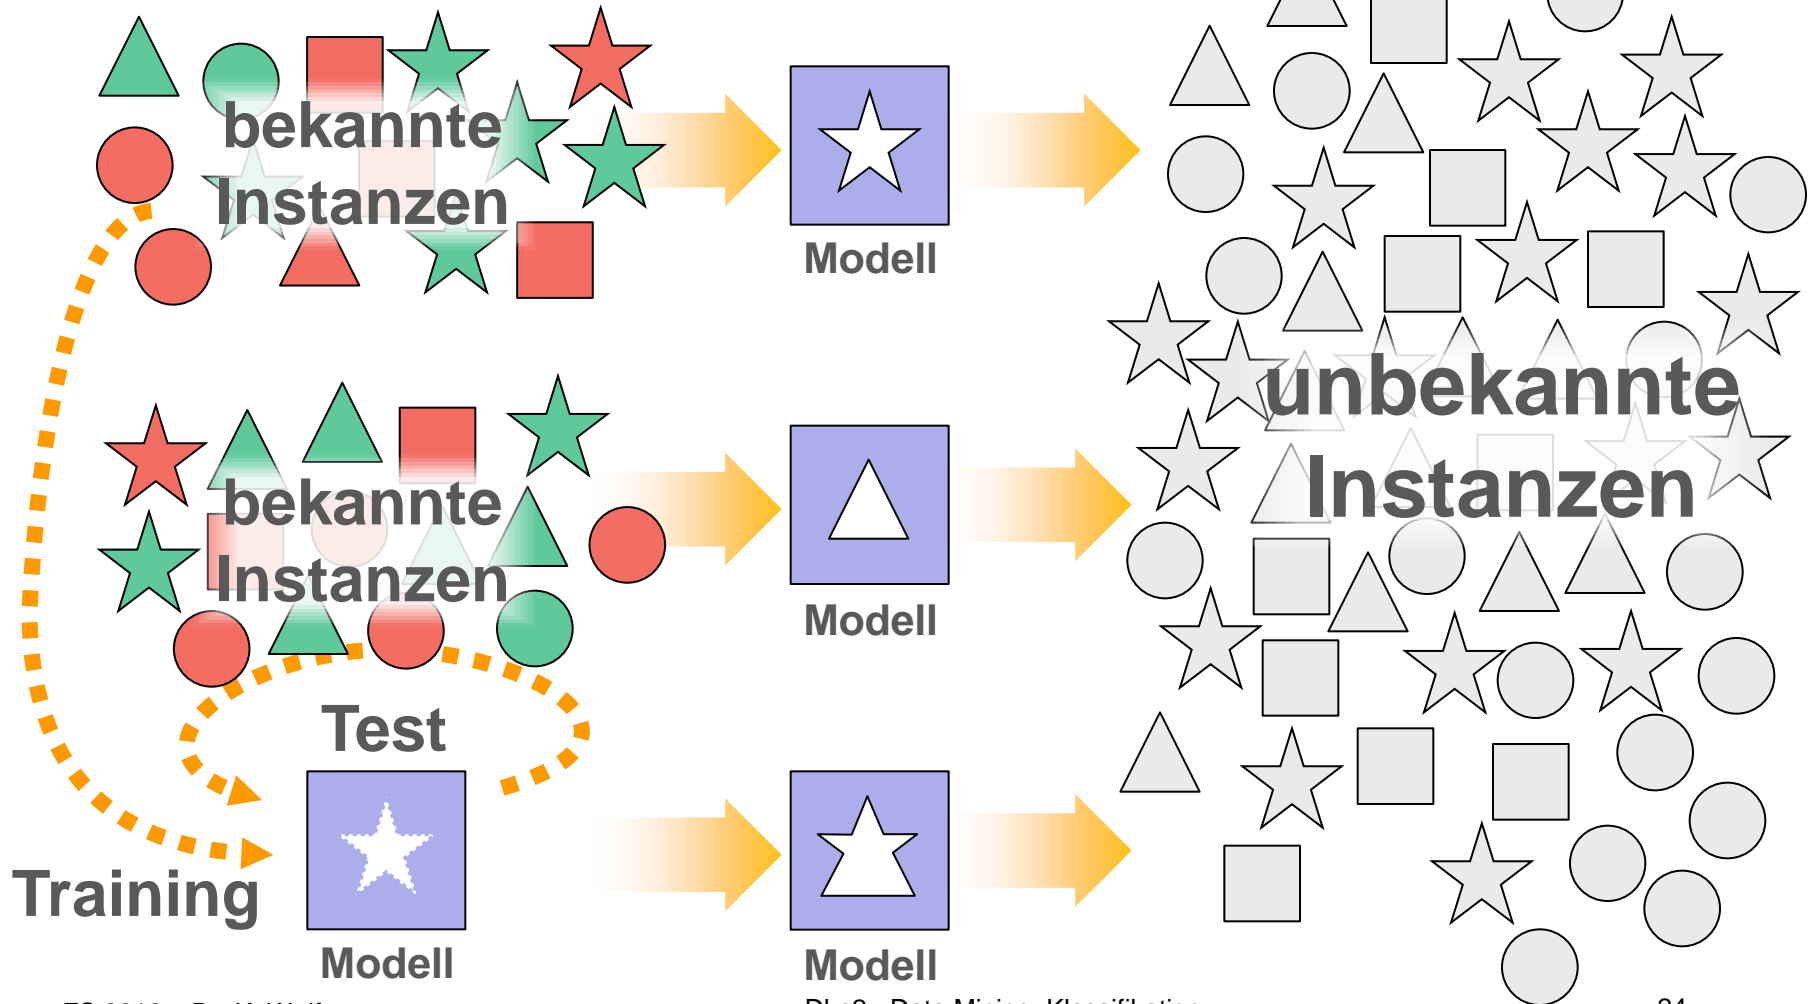 bekannte
Instanzen
Modell
unbekannte
Instanzen
bekannte
Instanzen
Modell
Test
Training
Modell
Modell